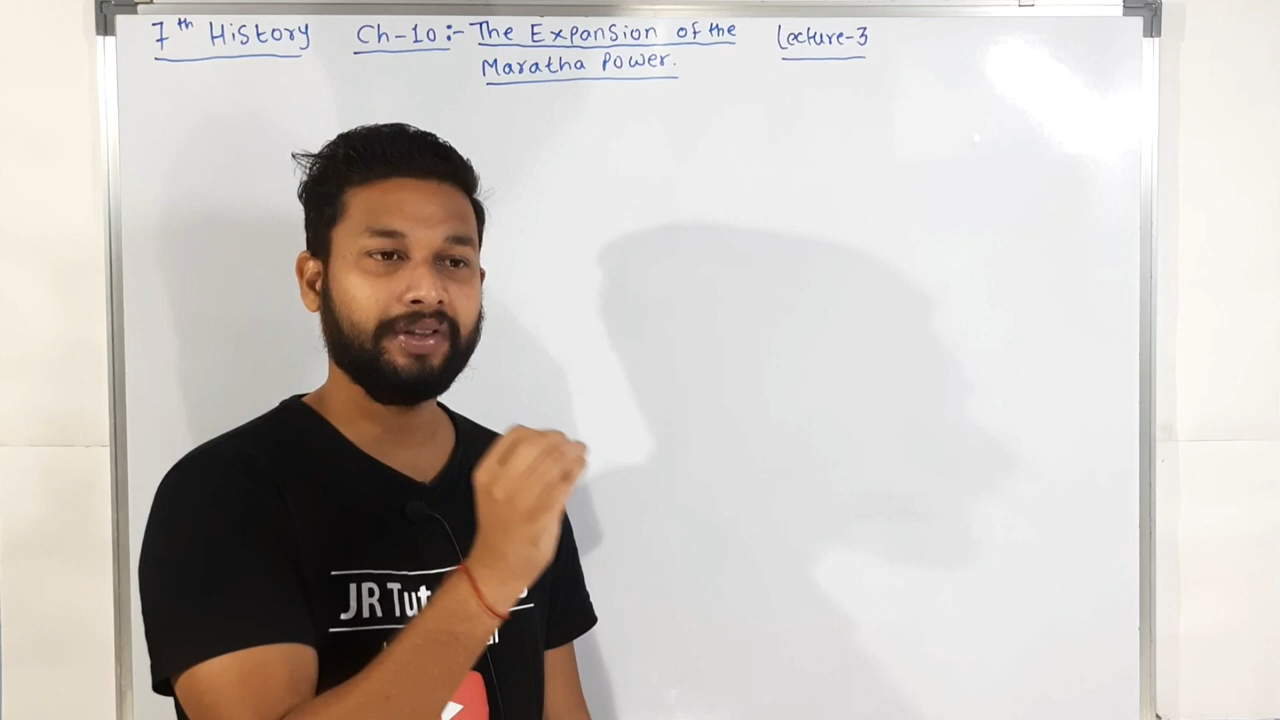 7th History Ch-10:- The Expansion of the Lecture-3
Maratha Power.
JR Tut